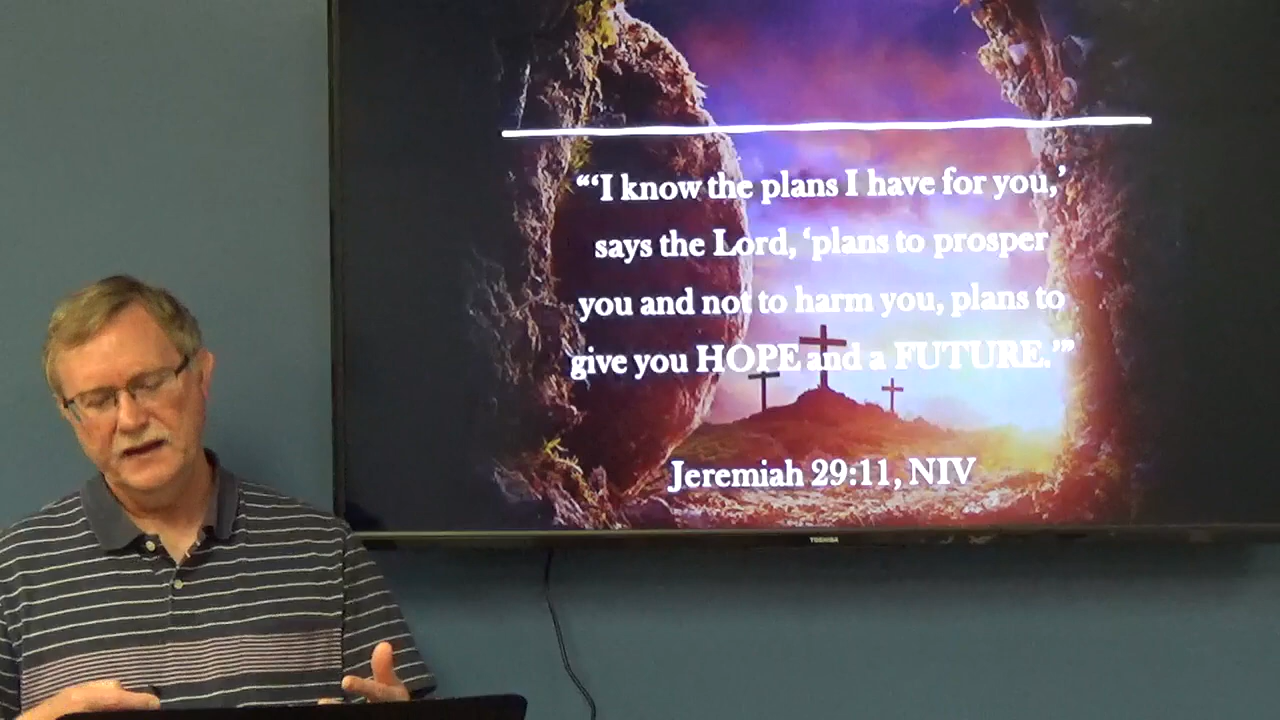 “‘I know the plans I have for you,’
says the Lord, ‘plans to prosper
you and not to harm you, plans to
give you HOPE and a FUTURE.’”
Jeremiah 29:11, NIV
TOSHIBA